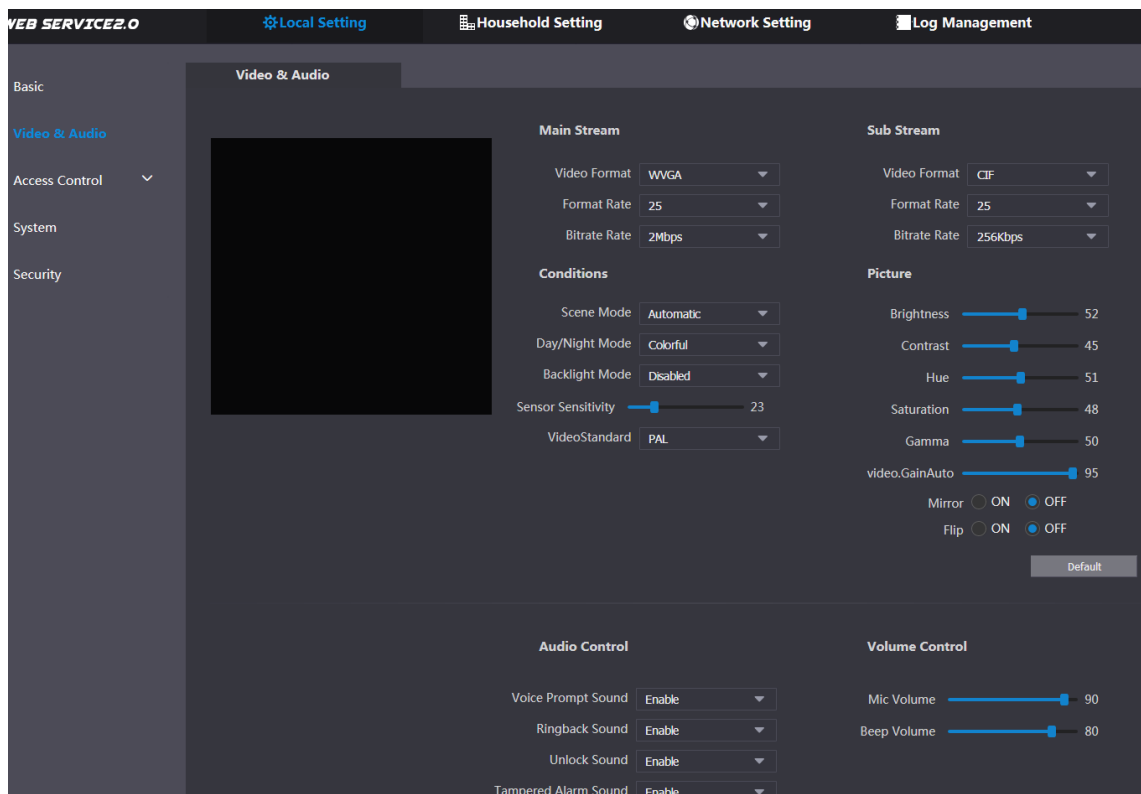 WEB SERVICE2.0
Local Setting
Household Setting
Network Setting
Log Management
Basic
Video & Audio
Access Control
System
Security
Video & Audio
Main Stream
Video Format WVGA
Format Rate 25
Bitrate Rate 2Mbps
Conditions
Scene Mode Automatic
Day/Night Mode Colorful
Backlight Mode Disabled
Sensor Sensitivity 23
VideoStandard PAL
Sub Stream
Video Format CIF
Format Rate 25
Bitrate Rate 256Kbps
Picture
Brightness 52
Contrast 45
Hue 51
Saturation 48
Gamma 50
video.GainAuto 95
Mirror ON OFF
Flip ON OFF
Default
Audio Control
Voice Prompt Sound Enable
Ringback Sound Enable
Unlock Sound Enable
Tampered Alarm Sound Enable
Volume Control
Mic Volume 90
Beep Volume 80